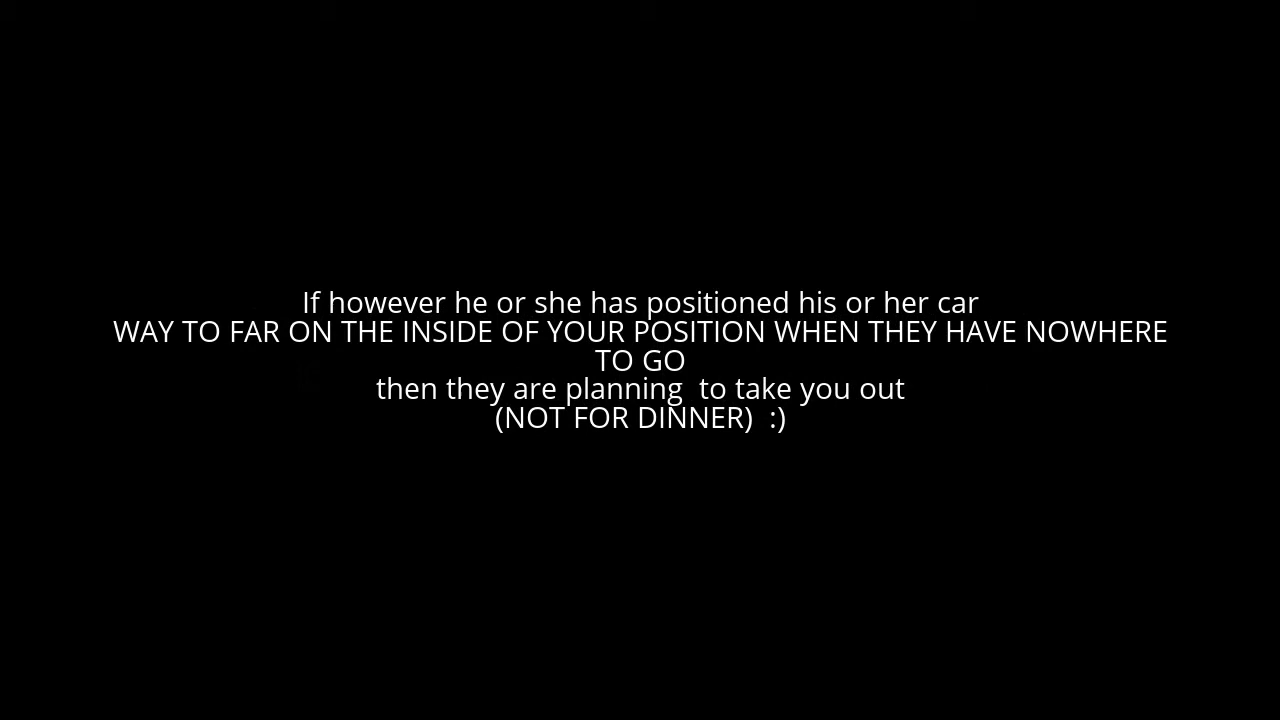 If however he or she has positioned his or her car
WAY TO FAR ON THE INSIDE OF YOUR POSITION WHEN THEY HAVE NOWHERE
TO GO
then they are planning  to take you out
(NOT FOR DINNER)  :)